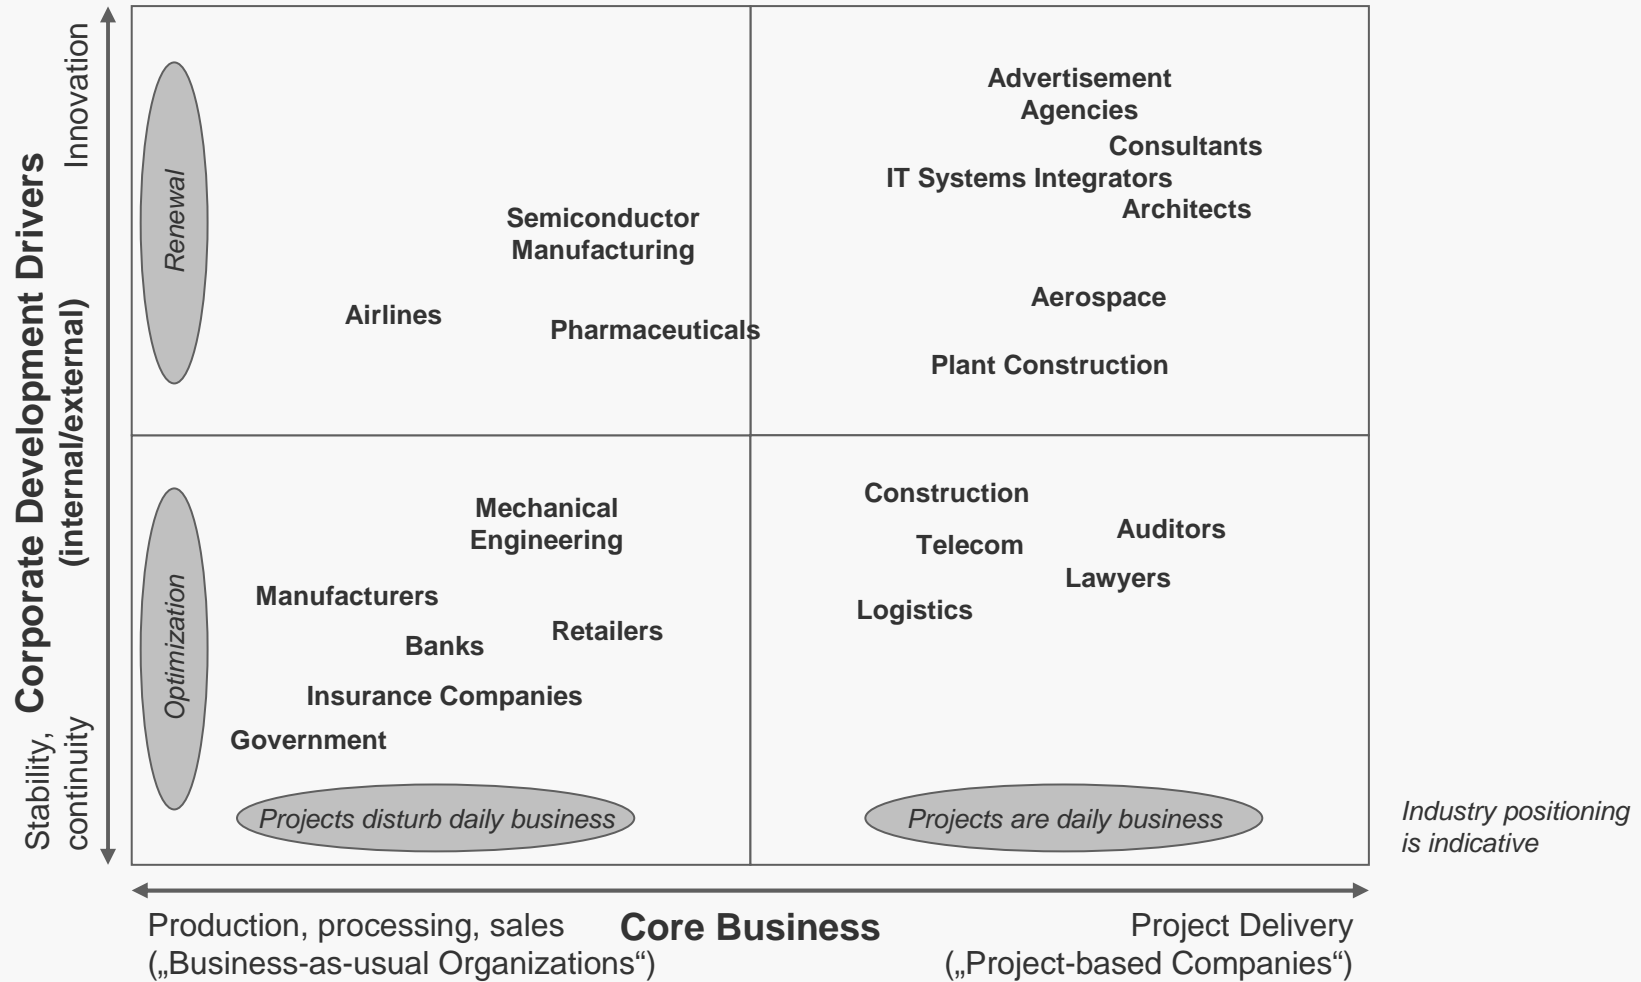 Innovation
Corporate Development Drivers
(internal/external)
Stability,
continuity
Renewal
Optimization
Advertisement
Agencies
Consultants
IT Systems Integrators
Architects
Semiconductor
Manufacturing
Airlines
Pharmaceuticals
Aerospace
Plant Construction
Mechanical
Engineering
Manufacturers
Banks
Retailers
Insurance Companies
Government
Construction
Auditors
Telecom
Lawyers
Logistics
Projects disturb daily business
Projects are daily business
Industry positioning
is indicative
Production, processing, sales
(„Business-as-usual Organizations“)
Core Business
Project Delivery
(„Project-based Companies“)